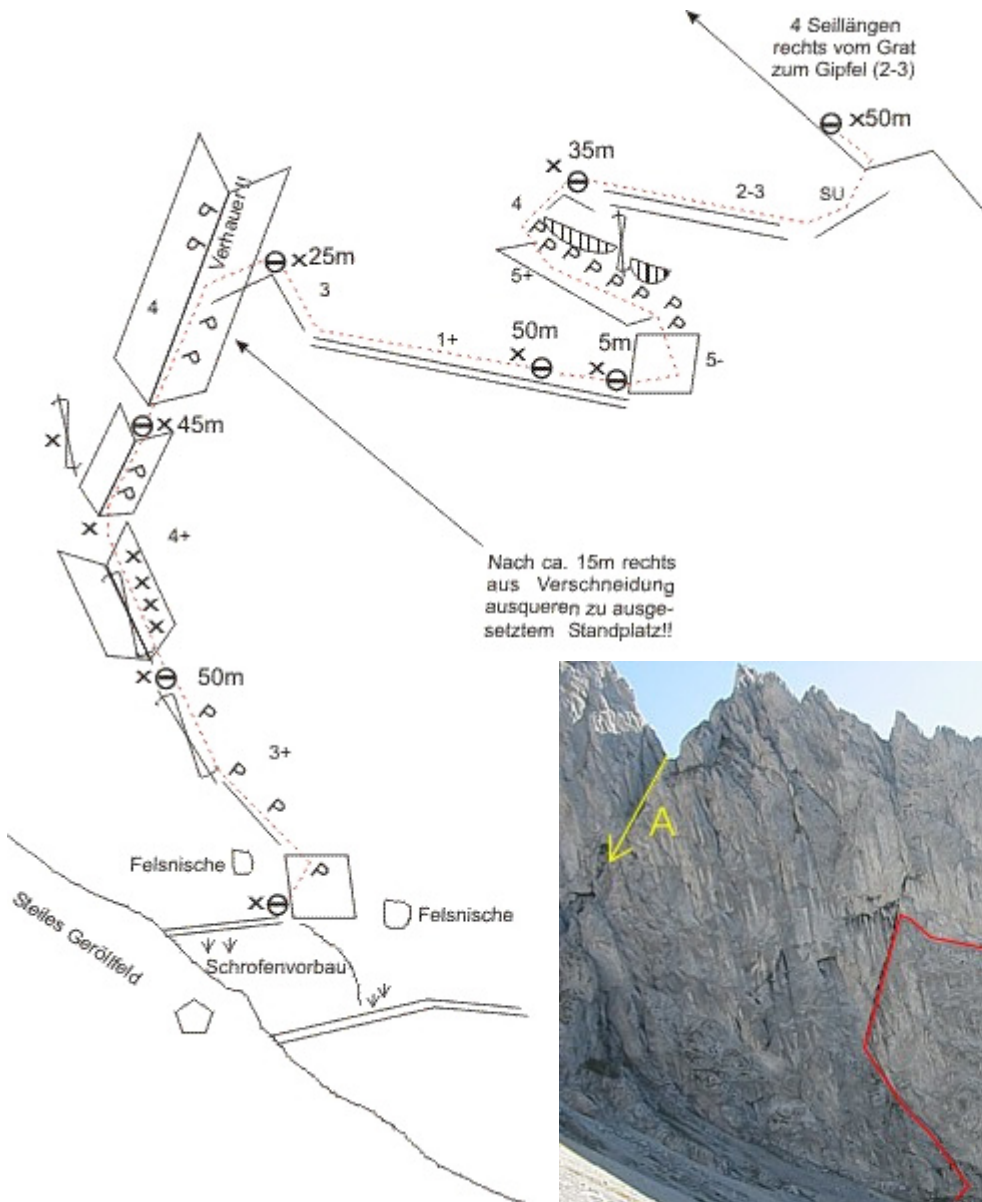 4 Seillängen
rechts vom Grat
zum Gipfel (2-3)
50m
35m
2-3
SU
4
Verhauer!!
25m
3
4
5+
1+
50m
5m
5-
45m
4+
Nach ca. 15m rechts
aus Verschneidung
ausqueren zu ausge-
setztem Standplatz!!
50m
3+
A
Felsnische
Felsnische
Steiles Geröllfeld
Schrofenvorbau